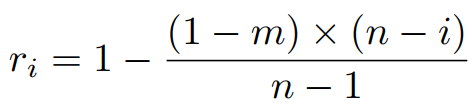 r_i = 1 - \frac{(1 - m) \times (n - i)}{n - 1}